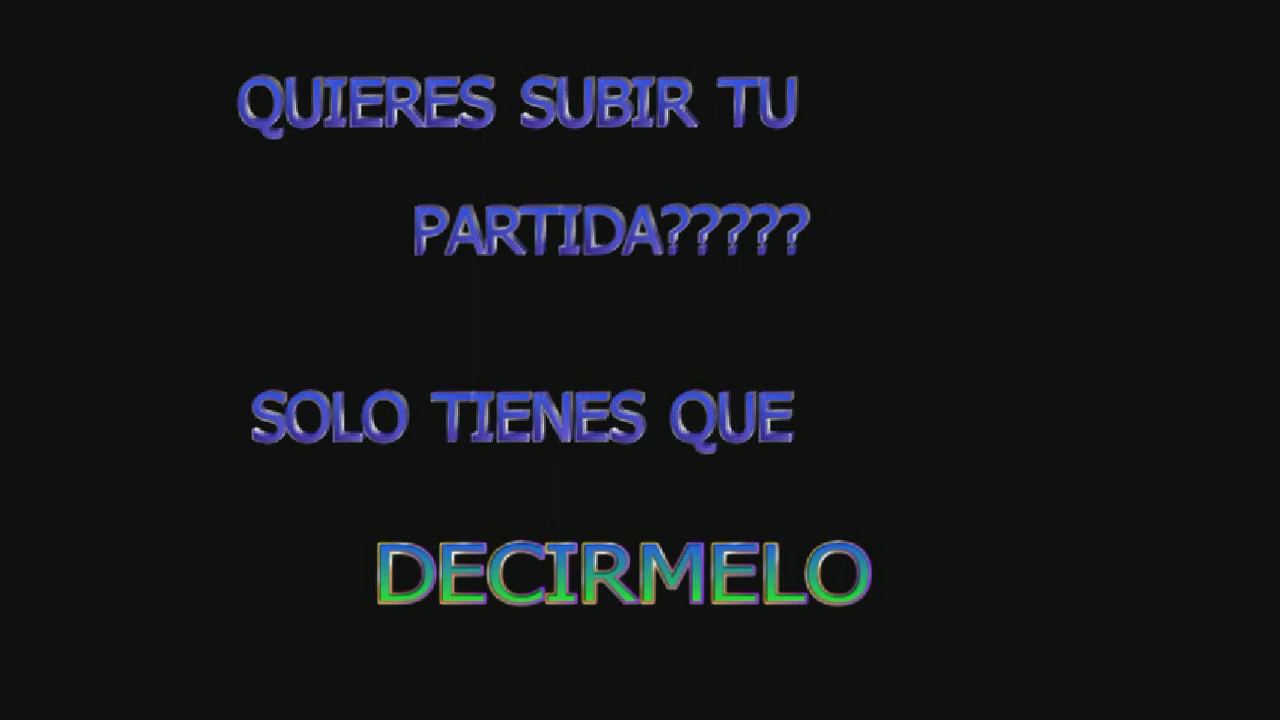 QUIERES SUBIR TU
PARTIDA?????
SOLO TIENES QUE
DECIRMELO